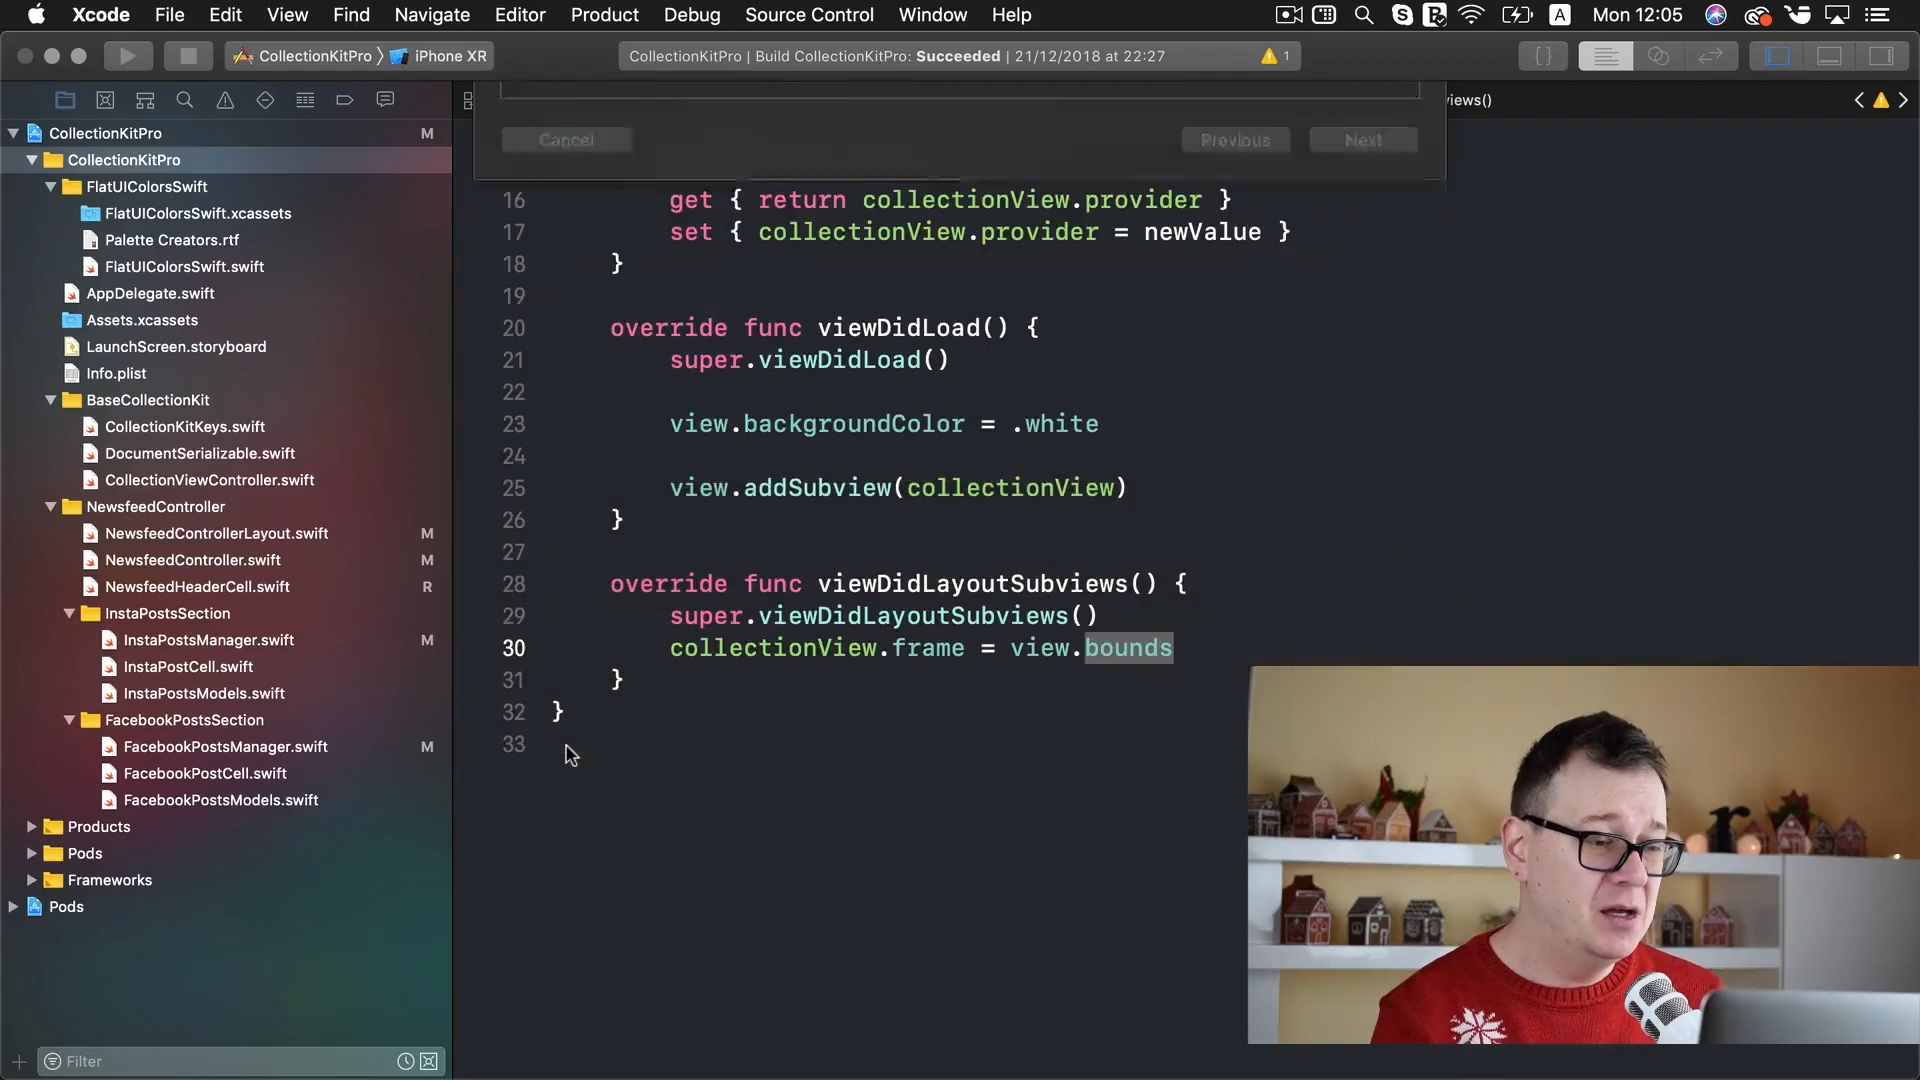 Xcode File Edit View Find Navigate Editor Product Debug Source Control Window Help A Mon 12:05
CollectionKitPro iPhone XR CollectionKitPro | Build CollectionKitPro: Succeeded | 21/12/2018 at 22:27 1
iews()
Cancel Previous Next
CollectionKitPro M
CollectionKitPro
FlatUIColorsSwift
FlatUIColorsSwift.xcassets
Palette Creators.rtf
FlatUIColorsSwift.swift
AppDelegate.swift
Assets.xcassets
LaunchScreen.storyboard
Info.plist
BaseCollectionKit
CollectionKitKeys.swift
DocumentSerializable.swift
CollectionViewController.swift
NewsfeedController
NewsfeedControllerLayout.swift M
NewsfeedController.swift M
NewsfeedHeaderCell.swift R
InstaPostsSection
InstaPostsManager.swift M
InstaPostCell.swift
InstaPostsModels.swift
FacebookPostsSection
FacebookPostsManager.swift M
FacebookPostCell.swift
FacebookPostsModels.swift
Products
Pods
Frameworks
Pods
Filter
16 get { return collectionView.provider }
17 set { collectionView.provider = newValue }
18 }
19
20 override func viewDidLoad() {
21 super.viewDidLoad()
22
23 view.backgroundColor = .white
24
25 view.addSubview(collectionView)
26 }
27
28 override func viewDidLayoutSubviews() {
29 super.viewDidLayoutSubviews()
30 collectionView.frame = view.bounds
31 }
32 }
33